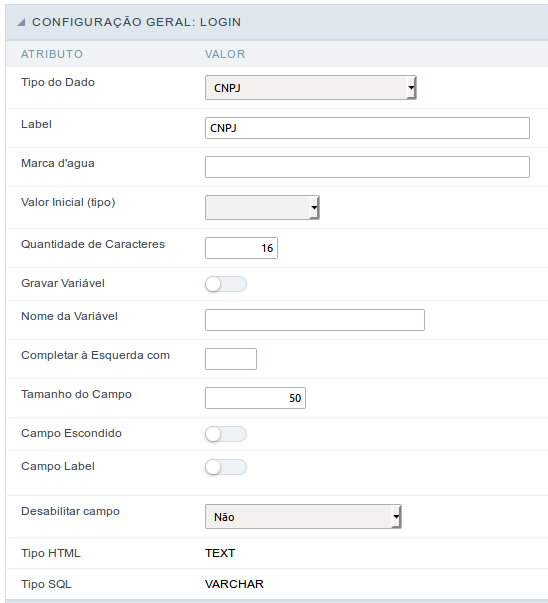 CONFIGURAÇÃO GERAL: LOGIN
ATRIBUTO VALOR
Tipo do Dado CNPJ
Label CNPJ
Marca d'agua
Valor Inicial (tipo)
Quantidade de Caracteres 16
Gravar Variável
Nome da Variável
Completar à Esquerda com
Tamanho do Campo 50
Campo Escondido
Campo Label
Desabilitar campo Não
Tipo HTML TEXT
Tipo SQL VARCHAR